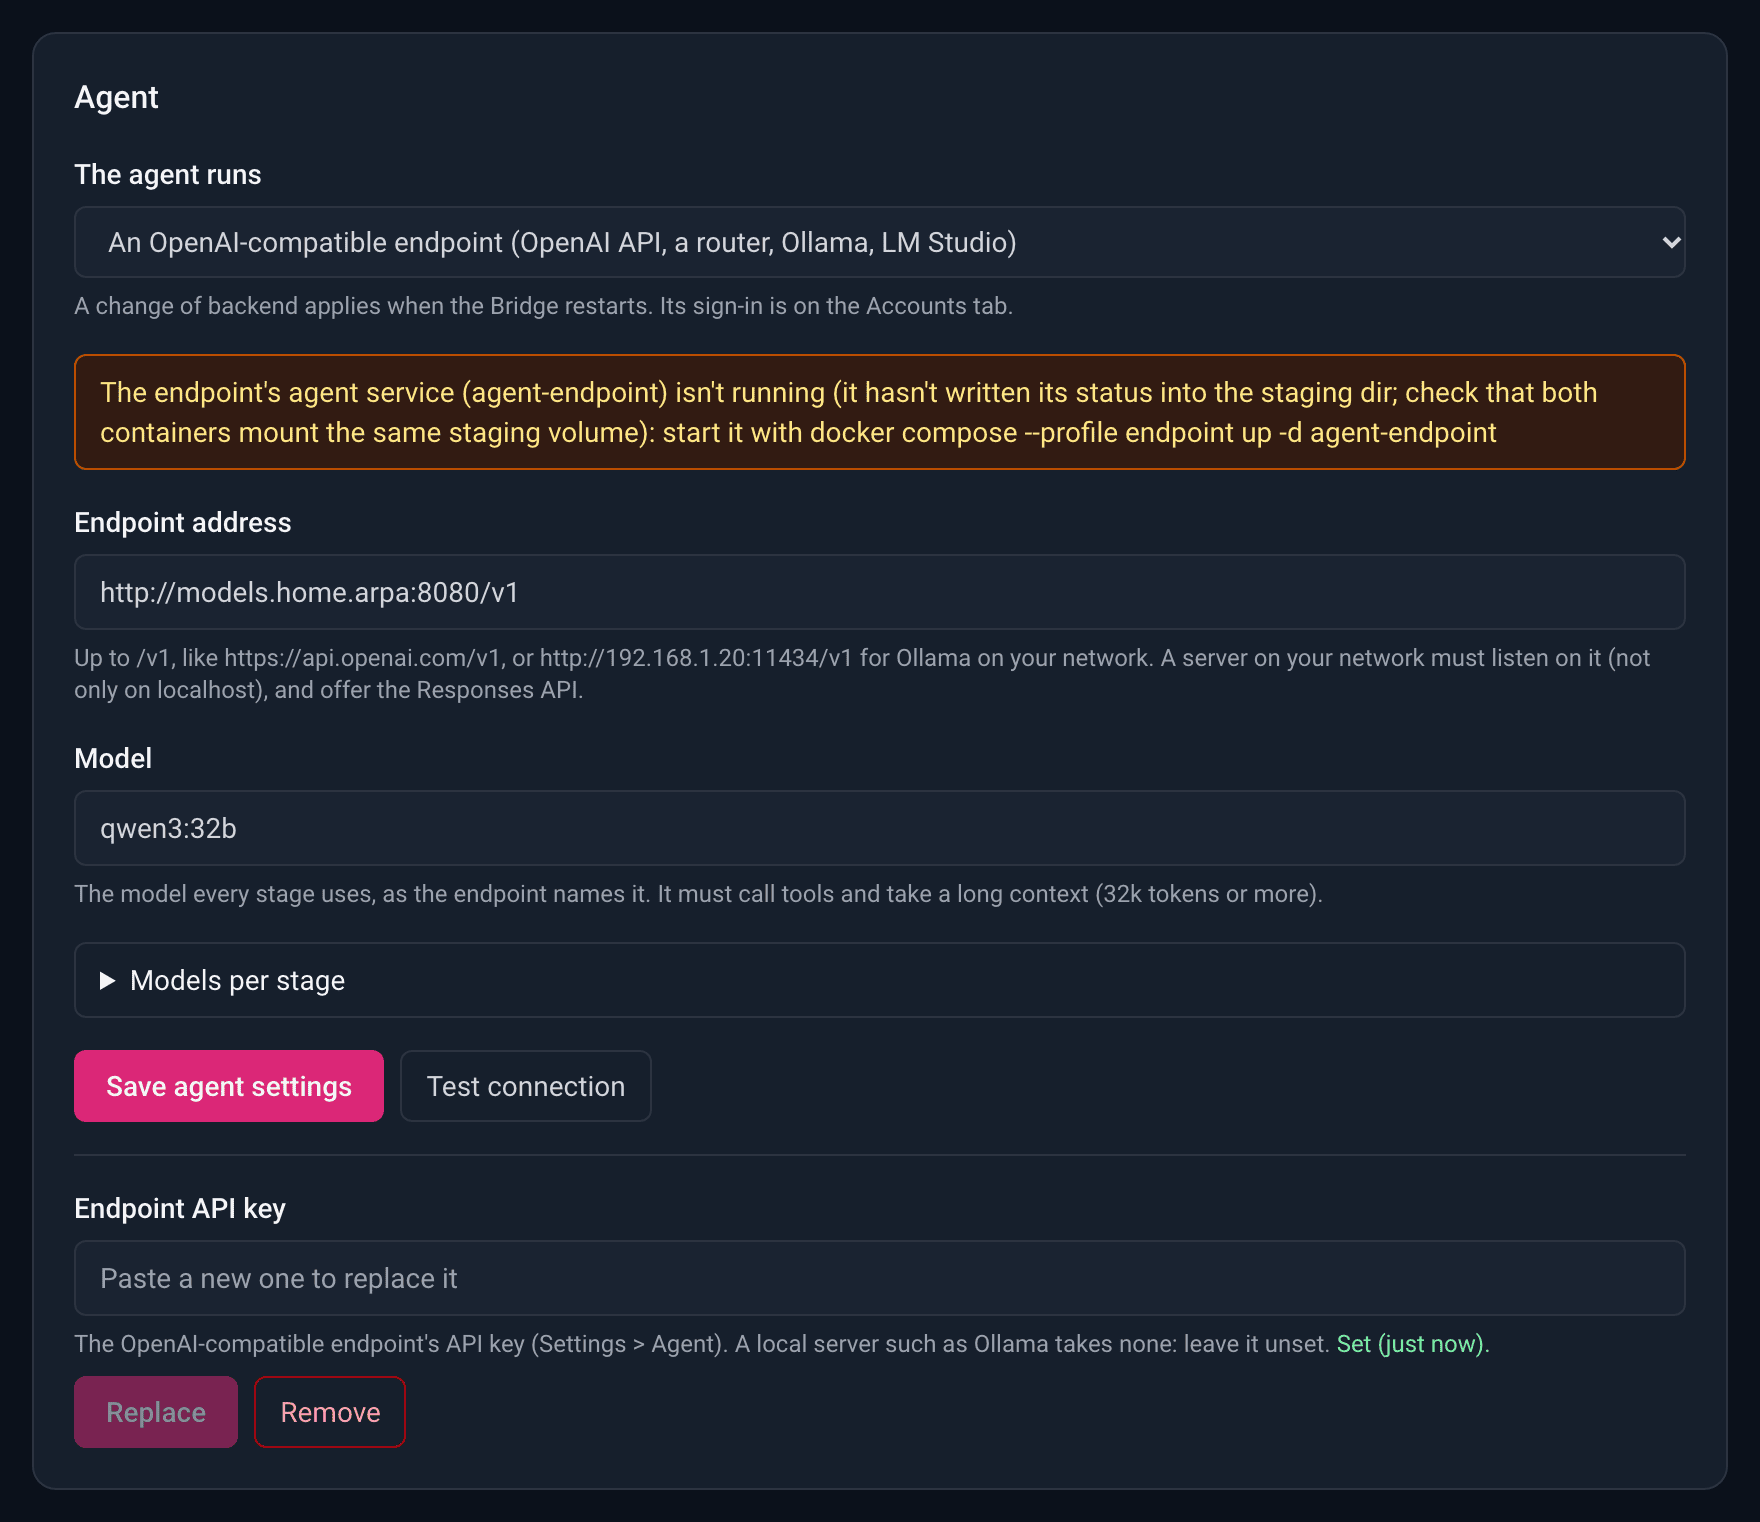 Agent
The agent runs
An OpenAI-compatible endpoint (OpenAI API, a router, Ollama, LM Studio)
A change of backend applies when the Bridge restarts. Its sign-in is on the Accounts tab.
The endpoint's agent service (agent-endpoint) isn't running (it hasn't written its status into the staging dir; check that both
containers mount the same staging volume): start it with docker compose --profile endpoint up -d agent-endpoint
Endpoint address
http://models.home.arpa:8080/v1
Up to /v1, like https://api.openai.com/v1, or http://192.168.1.20:11434/v1 for Ollama on your network. A server on your network must listen on it (not
only on localhost), and offer the Responses API.
Model
qwen3:32b
The model every stage uses, as the endpoint names it. It must call tools and take a long context (32k tokens or more).
Models per stage
Save agent settings
Test connection
Endpoint API key
Paste a new one to replace it
The OpenAI-compatible endpoint's API key (Settings > Agent). A local server such as Ollama takes none: leave it unset. Set (just now).
Replace
Remove